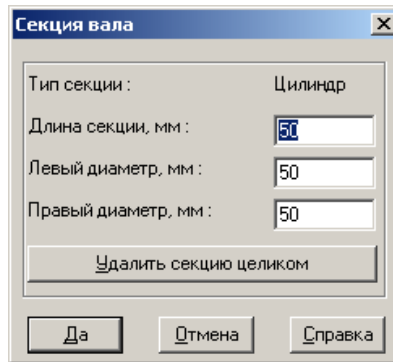 Секция вала
Тип секции : Цилиндр
Длина секции, мм : 50
Левый диаметр, мм : 50
Правый диаметр, мм : 50
Удалить секцию целиком
Да Отмена Справка